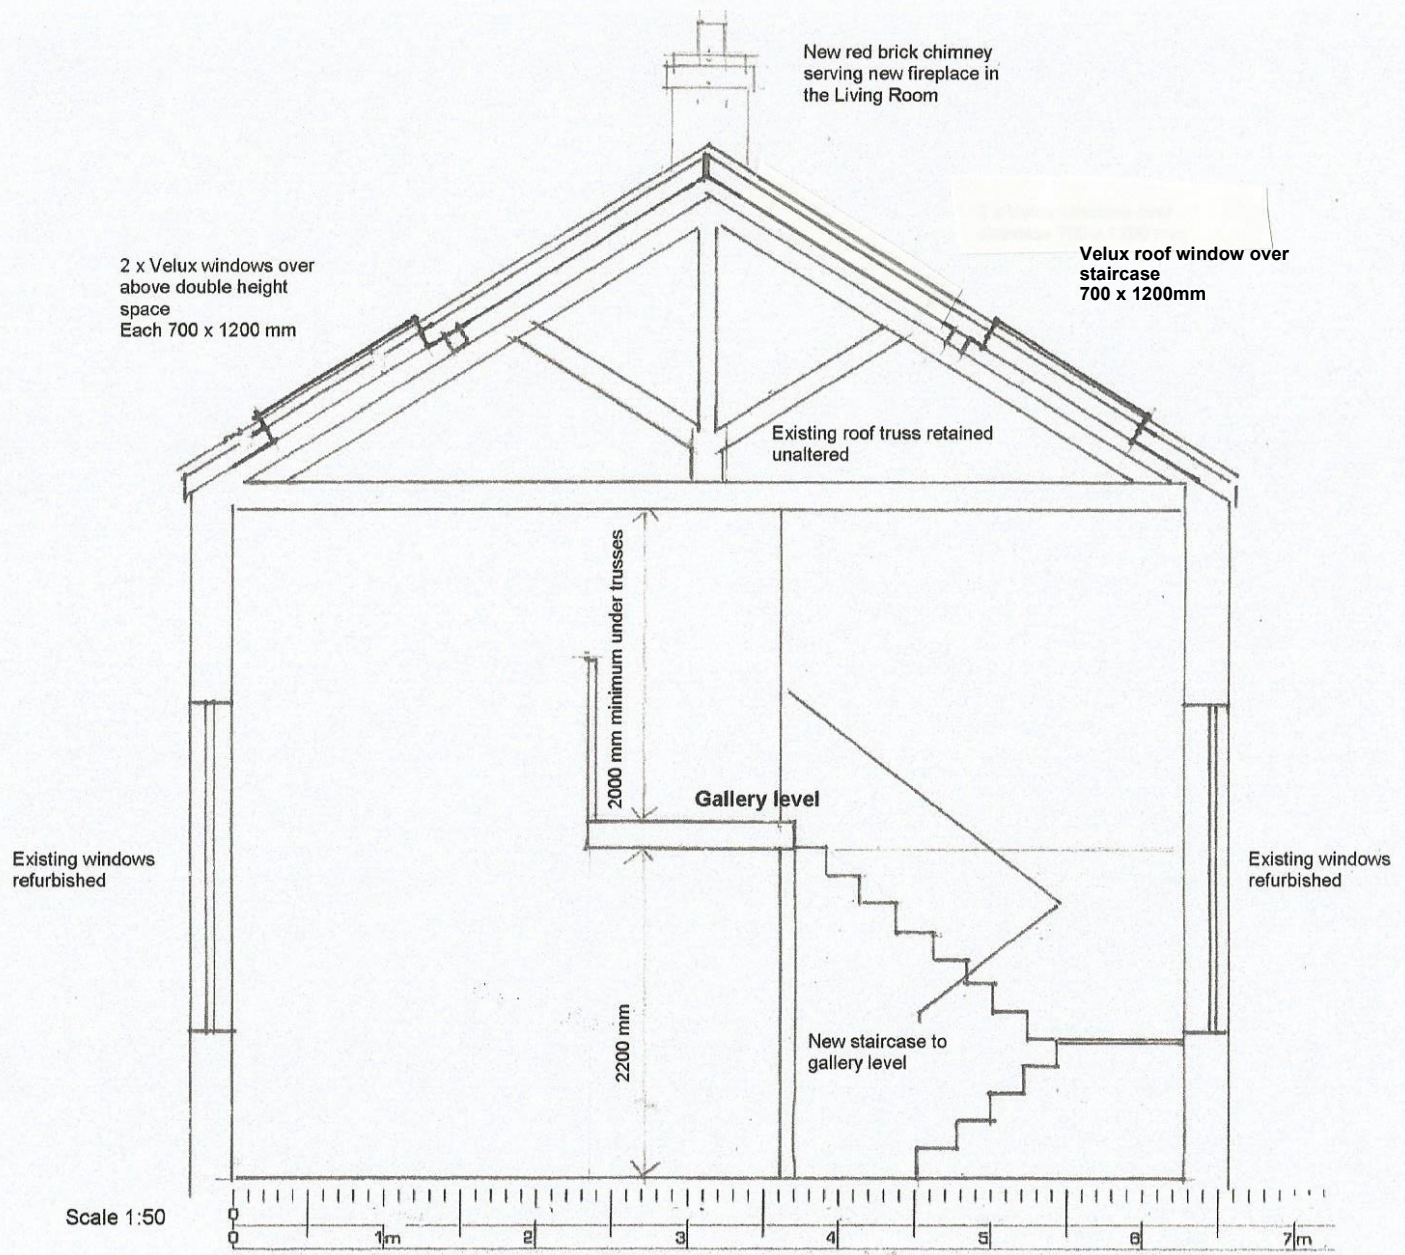 New red brick chimney
serving new fireplace in
the Living Room
2 x Velux windows over
above double height
space
Each 700 x 1200 mm
Velux roof window over
staircase
700 x 1200mm
Existing roof truss retained
unaltered
2000 mm minimum under trusses
Gallery level
Existing windows
refurbished
Existing windows
refurbished
2200 mm
New staircase to
gallery level
Scale 1:50
0
0 1m 2 3 4 5 6 7m